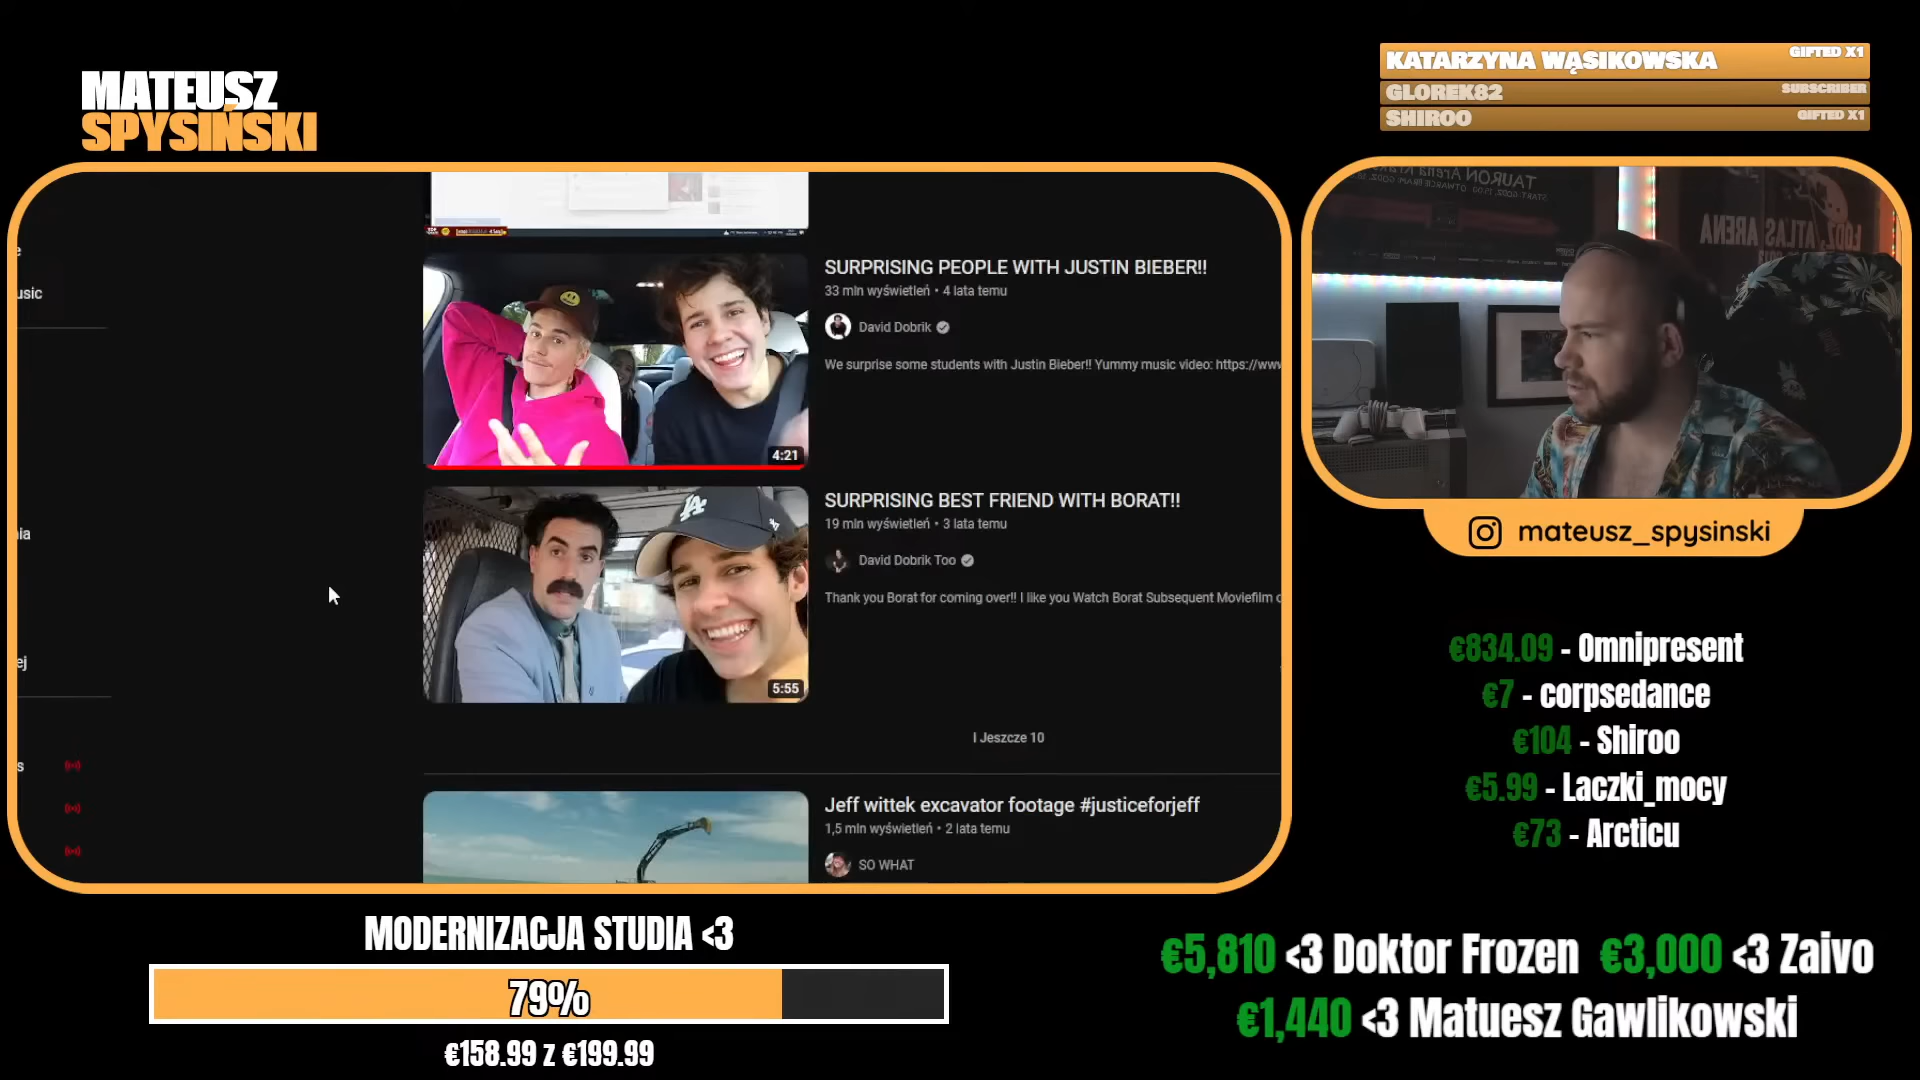 MATEUSZ
SPYSIŃSKI
KATARZYNA WĄSIKOWSKA GIFTED X1
GLOREK82 SUBSCRIBER
SHIROO GIFTED X1
e
usic
ia
ej
s
SURPRISING PEOPLE WITH JUSTIN BIEBER!!
33 mln wyświetleń • 4 lata temu
David Dobrik
We surprise some students with Justin Bieber!! Yummy music video: https://www
4:21
SURPRISING BEST FRIEND WITH BORAT!!
19 mln wyświetleń • 3 lata temu
David Dobrik Too
Thank you Borat for coming over!! I like you Watch Borat Subsequent Moviefilm
LA
5:55
I Jeszcze 10
Jeff wittek excavator footage #justiceforjeff
1,5 mln wyświetleń • 2 lata temu
SO WHAT
TAURON Arena
ŁÓDŹ, ATLAS ARENA
mateusz_spysinski
€834.09 - Omnipresent
€7 - corpsedance
€104 - Shiroo
€5.99 - Laczki_mocy
€73 - Arcticu
MODERNIZACJA STUDIA <3
79%
€158.99 z €199.99
€5,810 <3 Doktor Frozen €3,000 <3 Zaivo
€1,440 <3 Matuesz Gawlikowski